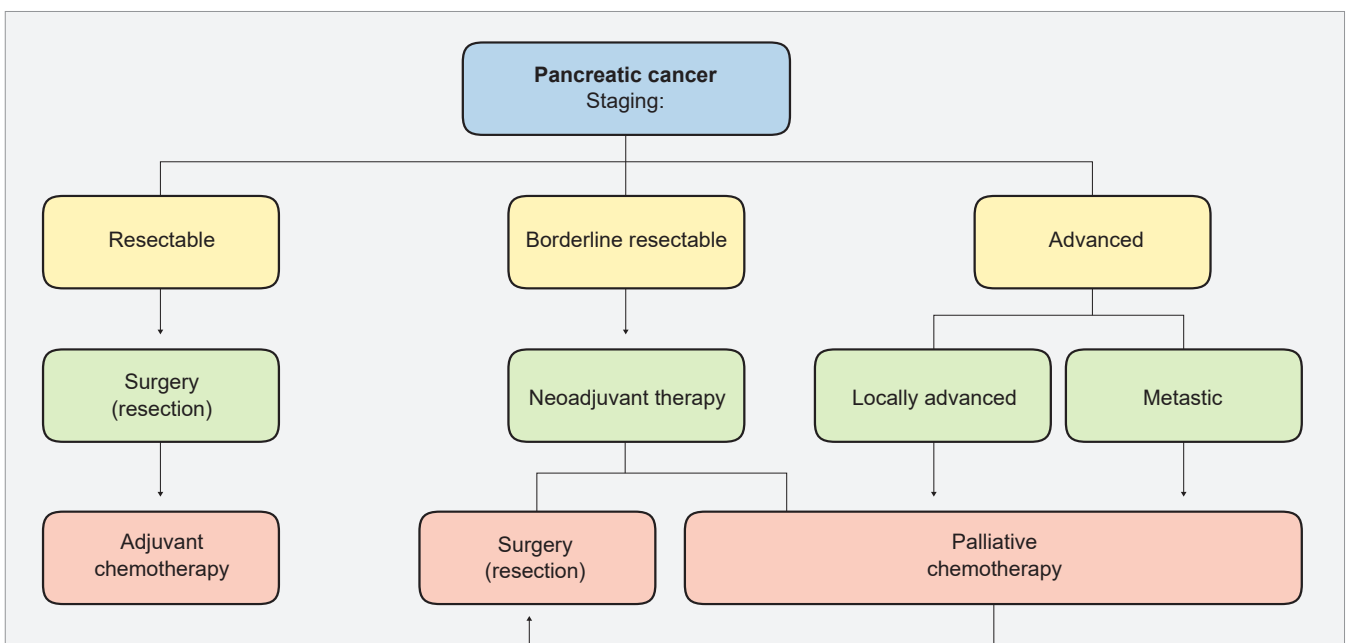 Pancreatic cancer
Staging:
Resectable
Borderline resectable
Advanced
Surgery
(resection)
Neoadjuvant therapy
Locally advanced
Metastic
Adjuvant
chemotherapy
Surgery
(resection)
Palliative
chemotherapy